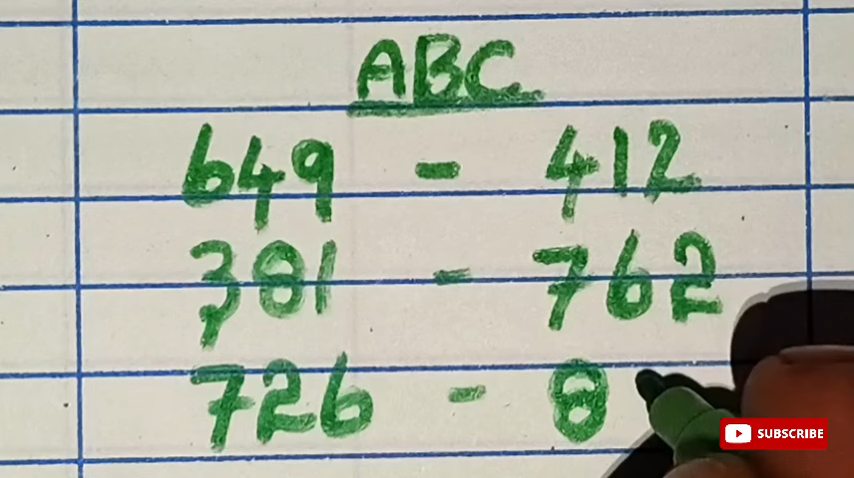 ABC
649 - 412
381 - 762
726 - 8
SUBSCRIBE